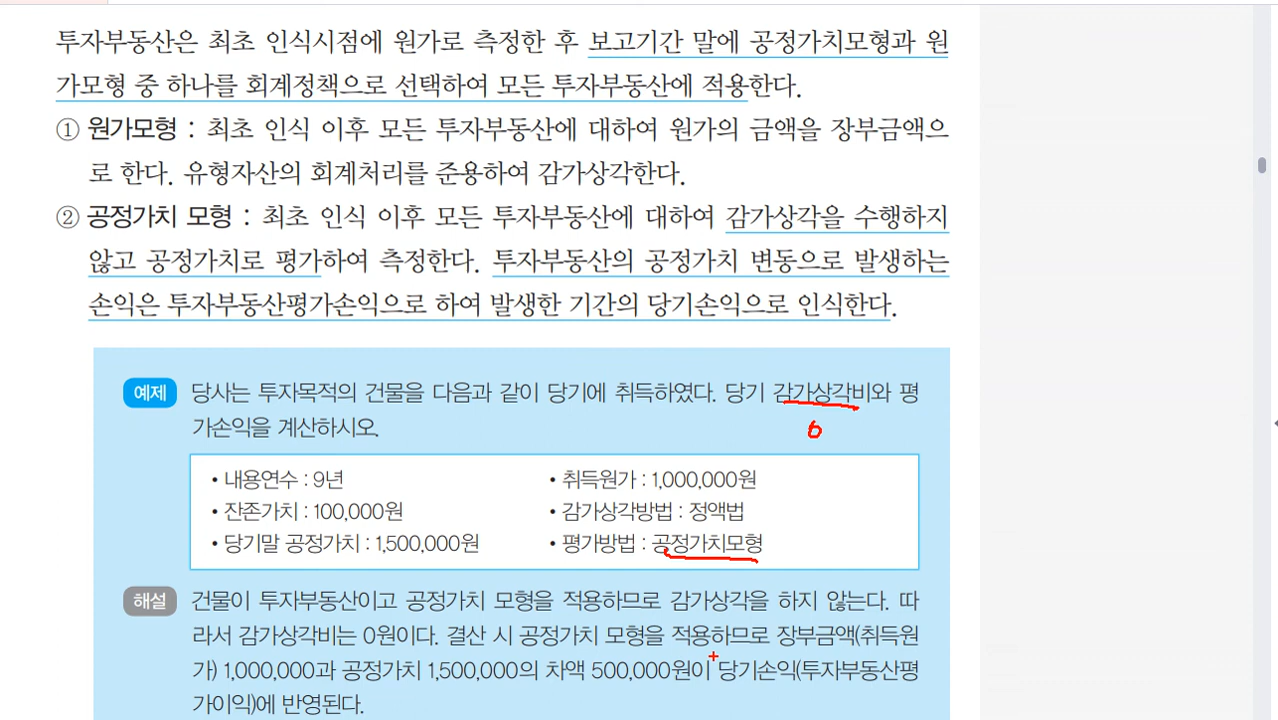 투자부동산은 최초 인식시점에 원가로 측정한 후 보고기간 말에 공정가치모형과 원
가모형 중 하나를 회계정책으로 선택하여 모든 투자부동산에 적용한다.
① 원가모형 : 최초 인식 이후 모든 투자부동산에 대하여 원가의 금액을 장부금액으
로 한다. 유형자산의 회계처리를 준용하여 감가상각한다.
② 공정가치 모형 : 최초 인식 이후 모든 투자부동산에 대하여 감가상각을 수행하지
않고 공정가치로 평가하여 측정한다. 투자부동산의 공정가치 변동으로 발생하는
손익은 투자부동산평가손익으로 하여 발생한 기간의 당기손익으로 인식한다.
예제 당사는 투자목적의 건물을 다음과 같이 당기에 취득하였다. 당기 감가상각비와 평
가손익을 계산하시오.
• 내용연수 : 9년 • 취득원가 : 1,000,000원
• 잔존가치 : 100,000원 • 감가상각방법 : 정액법
• 당기말 공정가치 : 1,500,000원 • 평가방법 : 공정가치모형
해설 건물이 투자부동산이고 공정가치 모형을 적용하므로 감가상각을 하지 않는다. 따
라서 감가상각비는 0원이다. 결산 시 공정가치 모형을 적용하므로 장부금액(취득원
가) 1,000,000과 공정가치 1,500,000의 차액 500,000원이 당기손익(투자부동산평
가이익)에 반영된다.